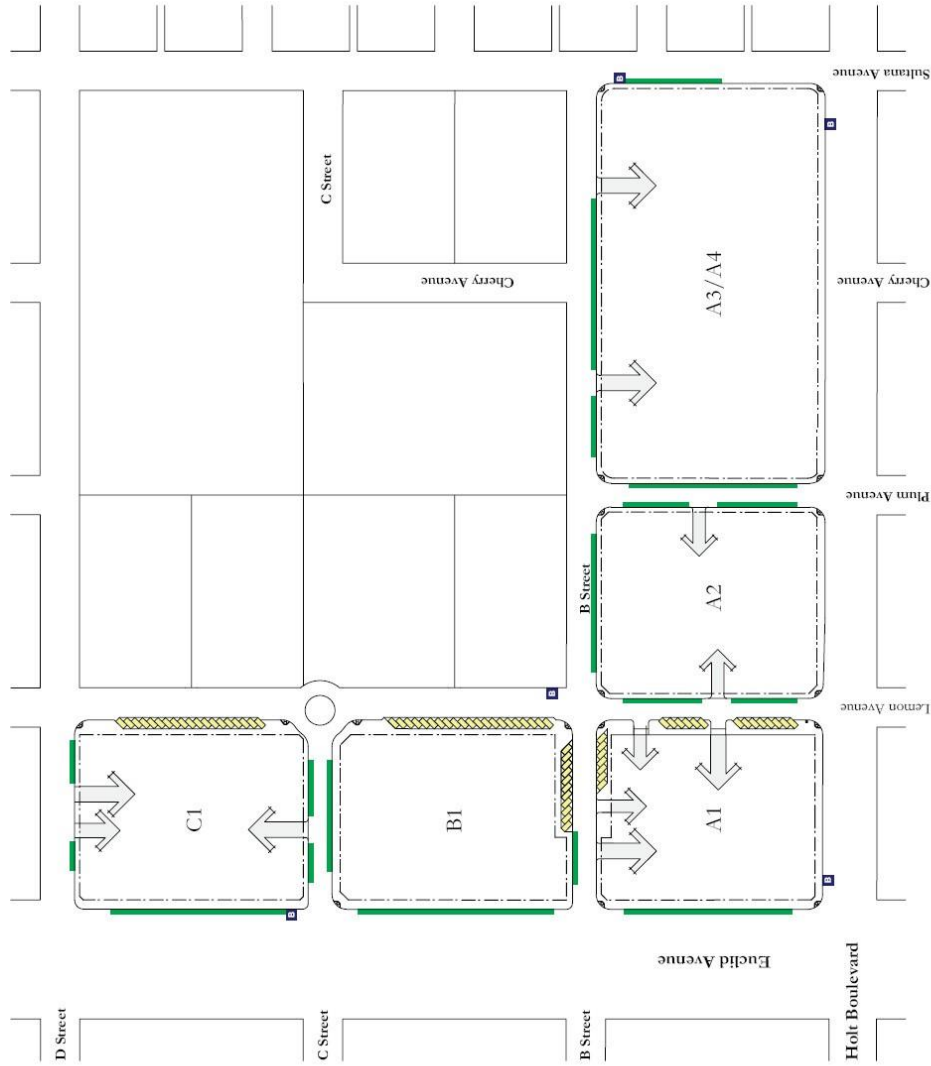 Sultana Avenue
B
B
C Street
Cherry Avenue
Cherry Avenue
A3/A4
Plum Avenue
B Street
A2
B
Lemon Avenue
C1
B1
A1
B
B
Euclid Avenue
D Street
C Street
B Street
Holt Boulevard